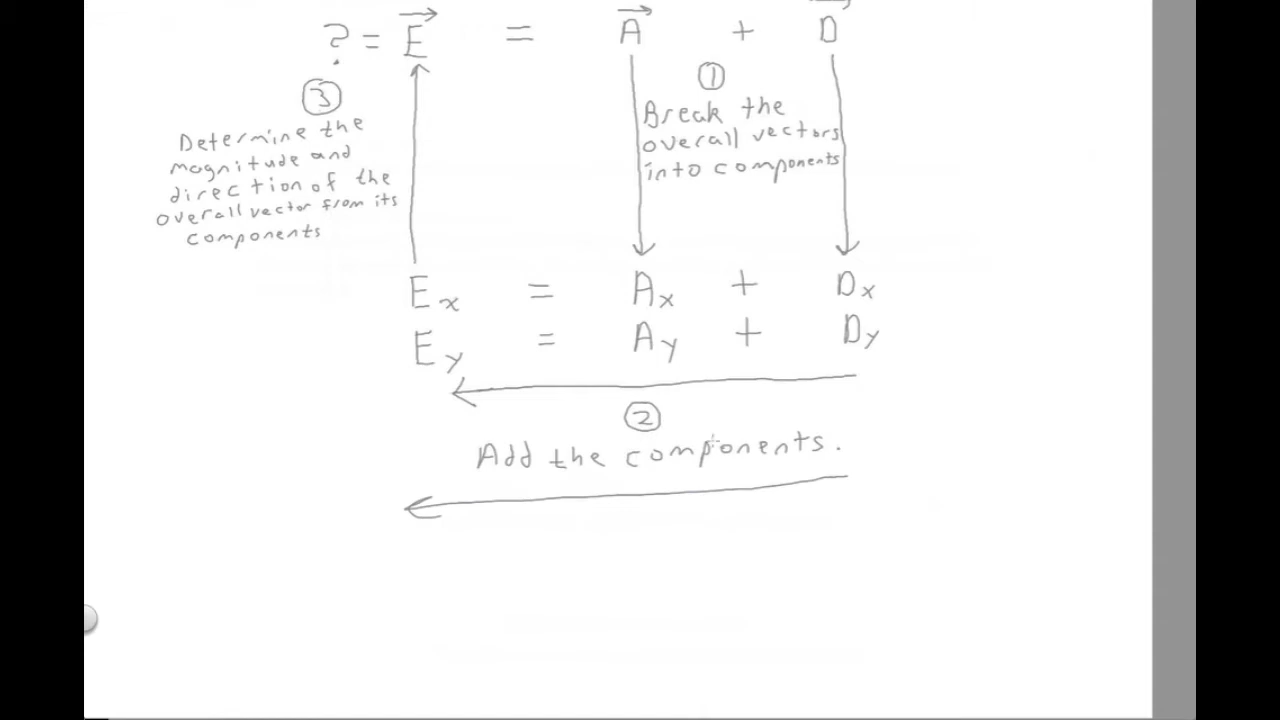 ? = E = A + D
①
Break the
overall vectors
into components
③
Determine the
magnitude and
direction of the
overall vector from its
components
Ex = Ax + Dx
Ey = Ay + Dy
②
Add the components.